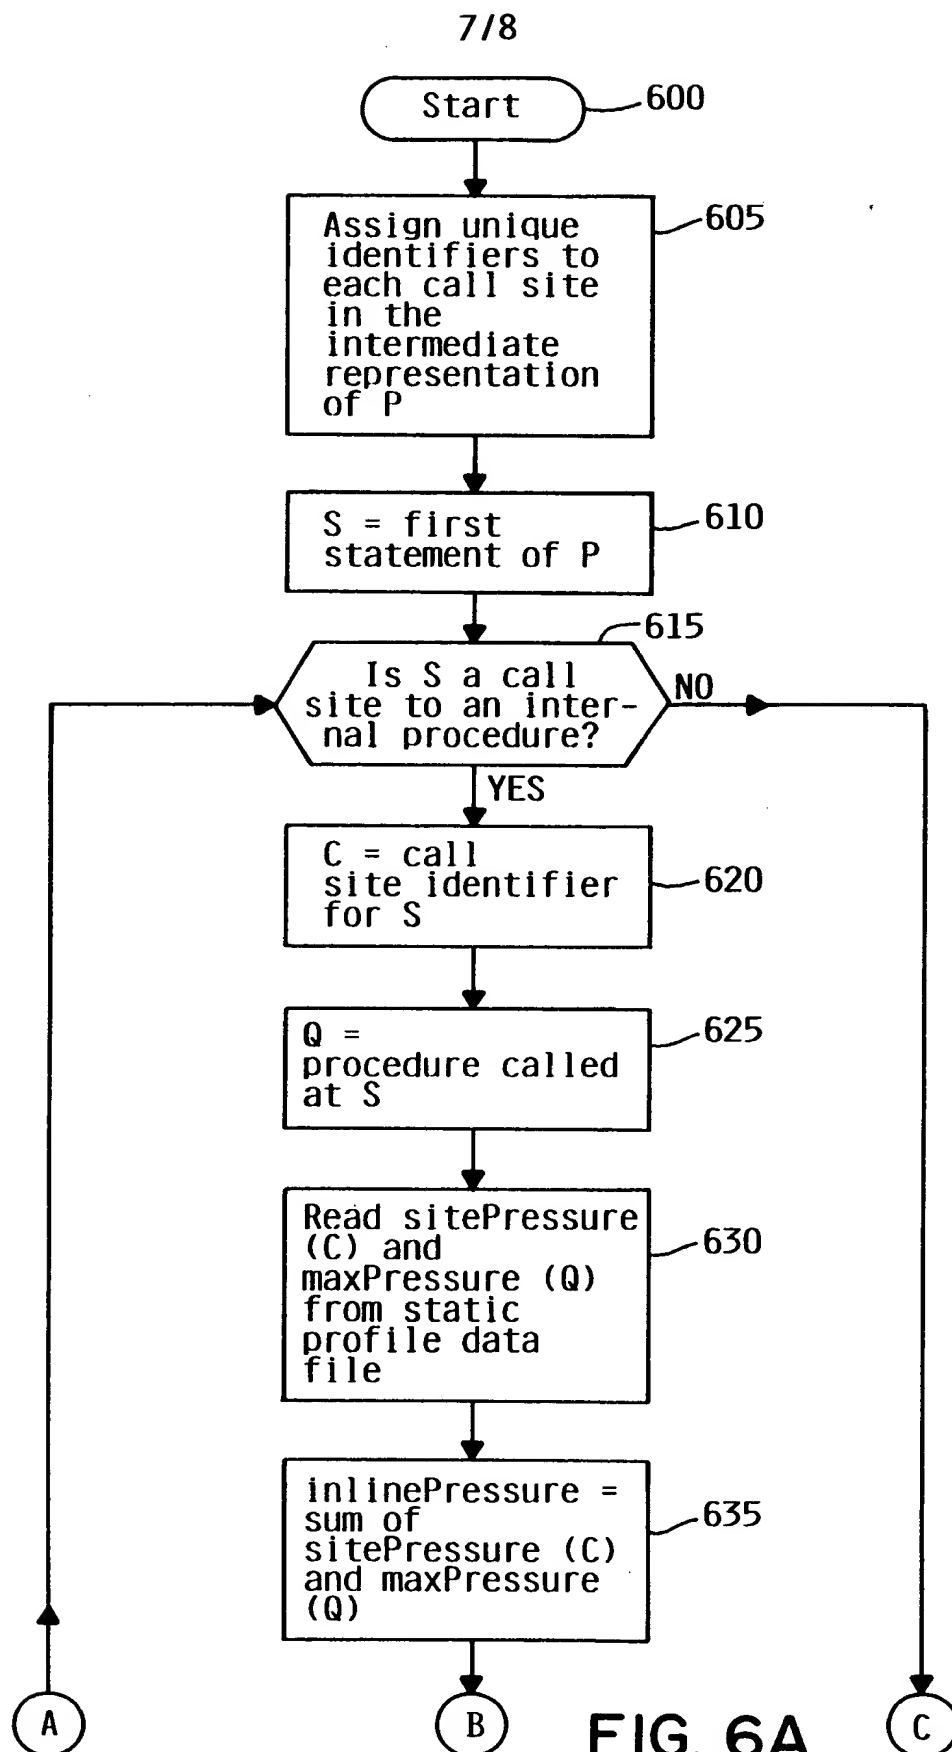 7/8
Start
600
Assign unique
identifiers to
each call site
in the
intermediate
representation
of P
605
S = first
statement of P
610
615
Is S a call
site to an inter-
nal procedure?
NO
YES
C = call
site identifier
for S
620
Q =
procedure called
at S
625
Read sitePressure
(C) and
maxPressure (Q)
from static
profile data
file
630
inlinePressure =
sum of
sitePressure (C)
and maxPressure
(Q)
635
A
B
FIG. 6A
C